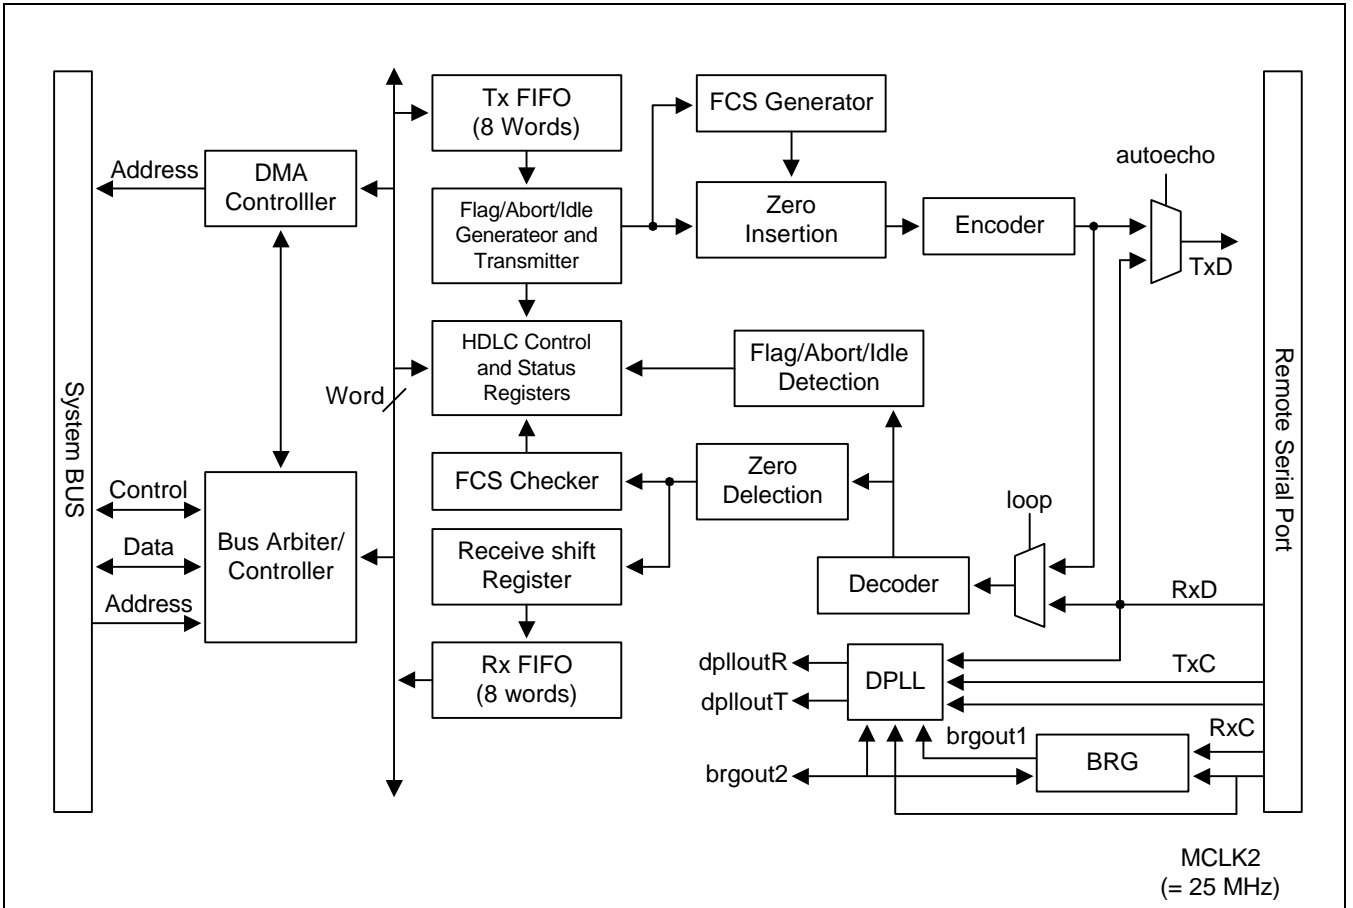 System BUS
Address
DMA
Controlller
Control
Data
Address
Bus Arbiter/
Controller
Word
Tx FIFO
(8 Words)
Flag/Abort/Idle
Generateor and
Transmitter
HDLC Control
and Status
Registers
FCS Checker
Receive shift
Register
Rx FIFO
(8 words)
FCS Generator
Zero
Insertion
Encoder
autoecho
TxD
Flag/Abort/Idle
Detection
Zero
Delection
loop
Decoder
RxD
dplloutR
dplloutT
DPLL
TxC
RxC
brgout1
brgout2
BRG
Remote Serial Port
MCLK2
(= 25 MHz)